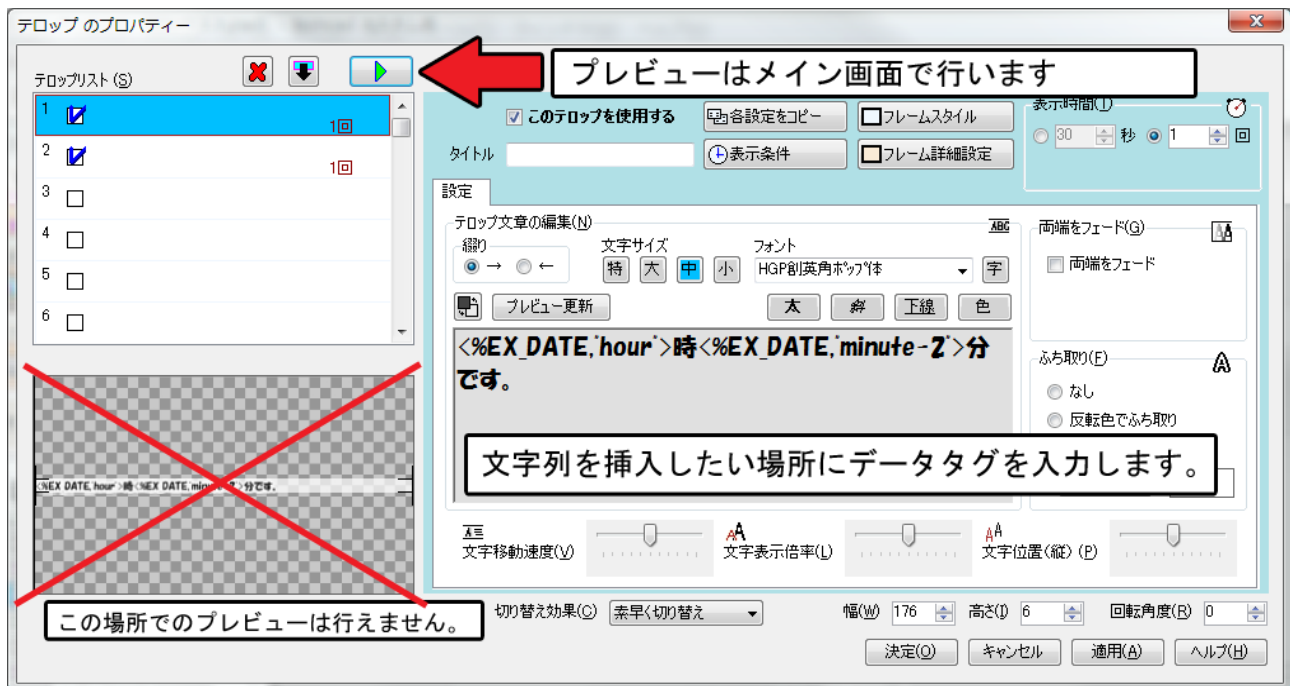 テロップ のプロパティー
テロップリスト(S)
プレビューはメイン画面で行います
1
1回
2
1回
3
4
5
6
このテロップを使用する
各設定をコピー
フレームスタイル
表示時間(T)
30 秒 1 回
タイトル
表示条件
フレーム詳細設定
設定
テロップ文章の編集(N)
ABC
両端をフェード(G)
綴り
文字サイズ
フォント
→ ←
特 大 中 小
HGP創英角ポップ体
字
両端をフェード
プレビュー更新
太 斜 下線 色
<%EX_DATE,'hour'>時<%EX_DATE,'minute-2'>分
です。
ふち取り(F)
なし
反転色でふち取り
文字列を挿入したい場所にデータタグを入力します。
<%EX_DATE,'hour'>時<%EX_DATE,'minute-2'>分です。
文字移動速度(V)
文字表示倍率(L)
文字位置(縦) (P)
この場所でのプレビューは行えません。
切り替え効果(C) 素早く切り替え
幅(W) 176 高さ(I) 6 回転角度(R) 0
決定(O) キャンセル 適用(A) ヘルプ(H)